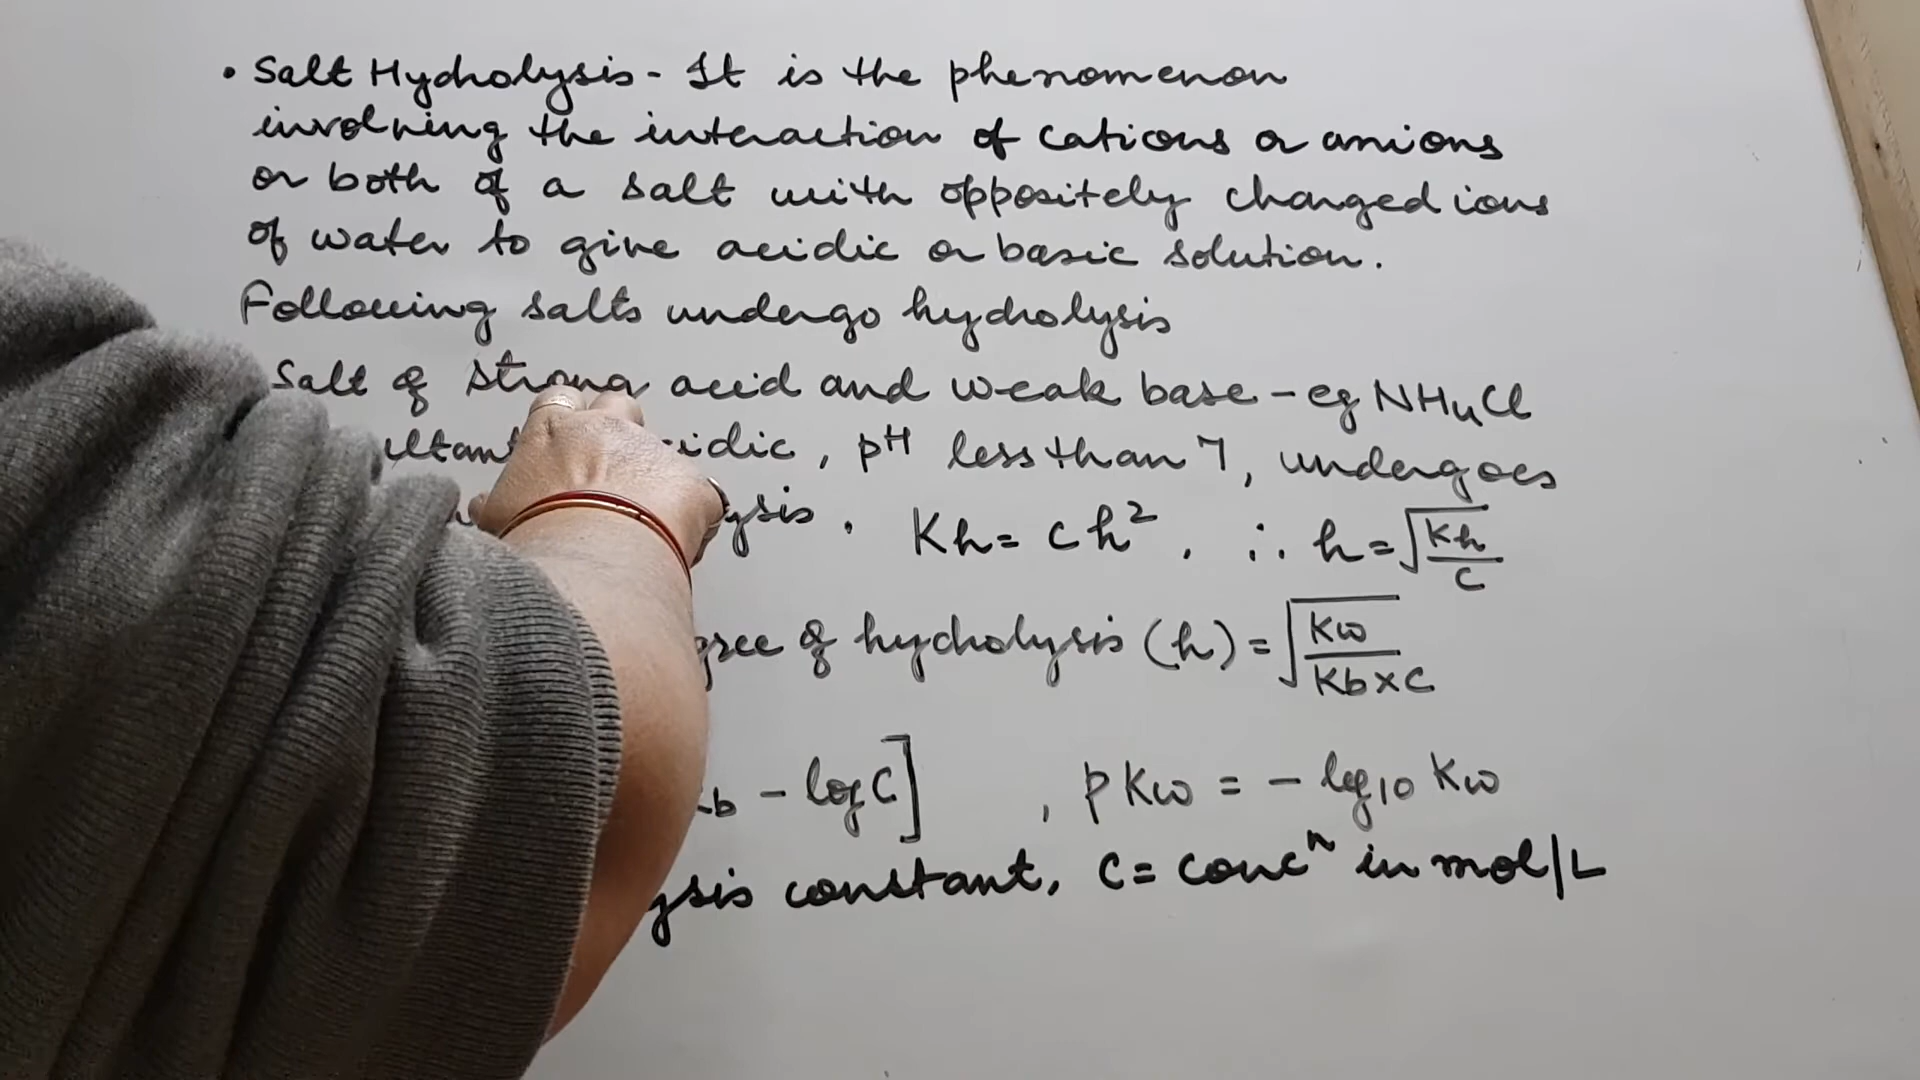 • Salt Hydrolysis - It is the phenomenon
involving the interaction of cations or anions
or both of a salt with oppositely charged ions
of water to give acidic or basic solution.
Following salts undergo hydrolysis
Salt of strong acid and weak base - eg NH4Cl
, pH less than 7, undergoes
. Kh = ch², ∴ h = √(Kh/C)
of hydrolysis (h) = √(Kw/(Kb×C))
b - log C] , pKw = - log10 Kw
constant, C = concⁿ in mol/L